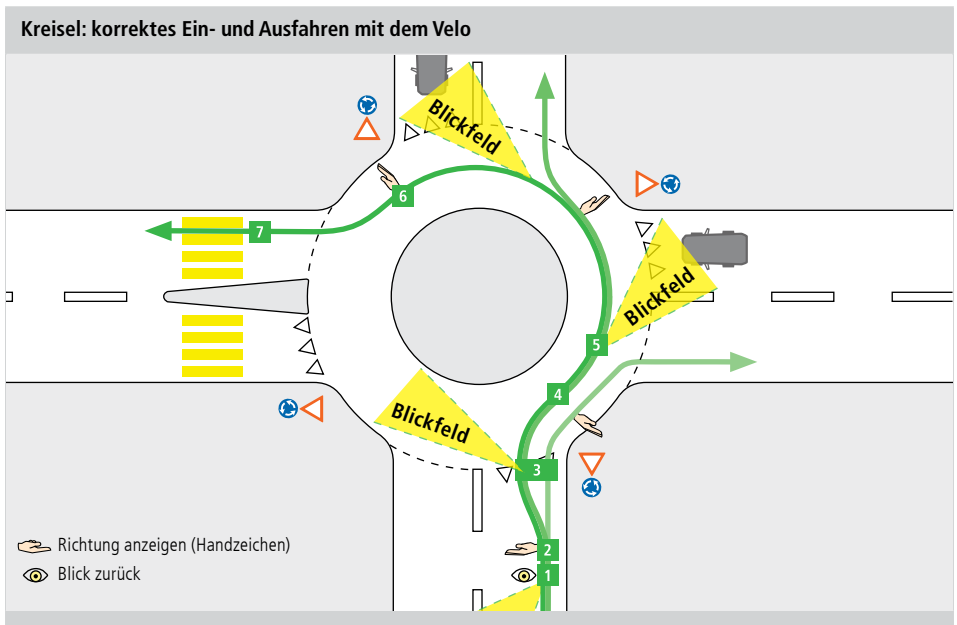 Kreisel: korrektes Ein- und Ausfahren mit dem Velo
Blickfeld
6
7
Blickfeld
5
4
Blickfeld
3
2
1
Richtung anzeigen (Handzeichen)
Blick zurück